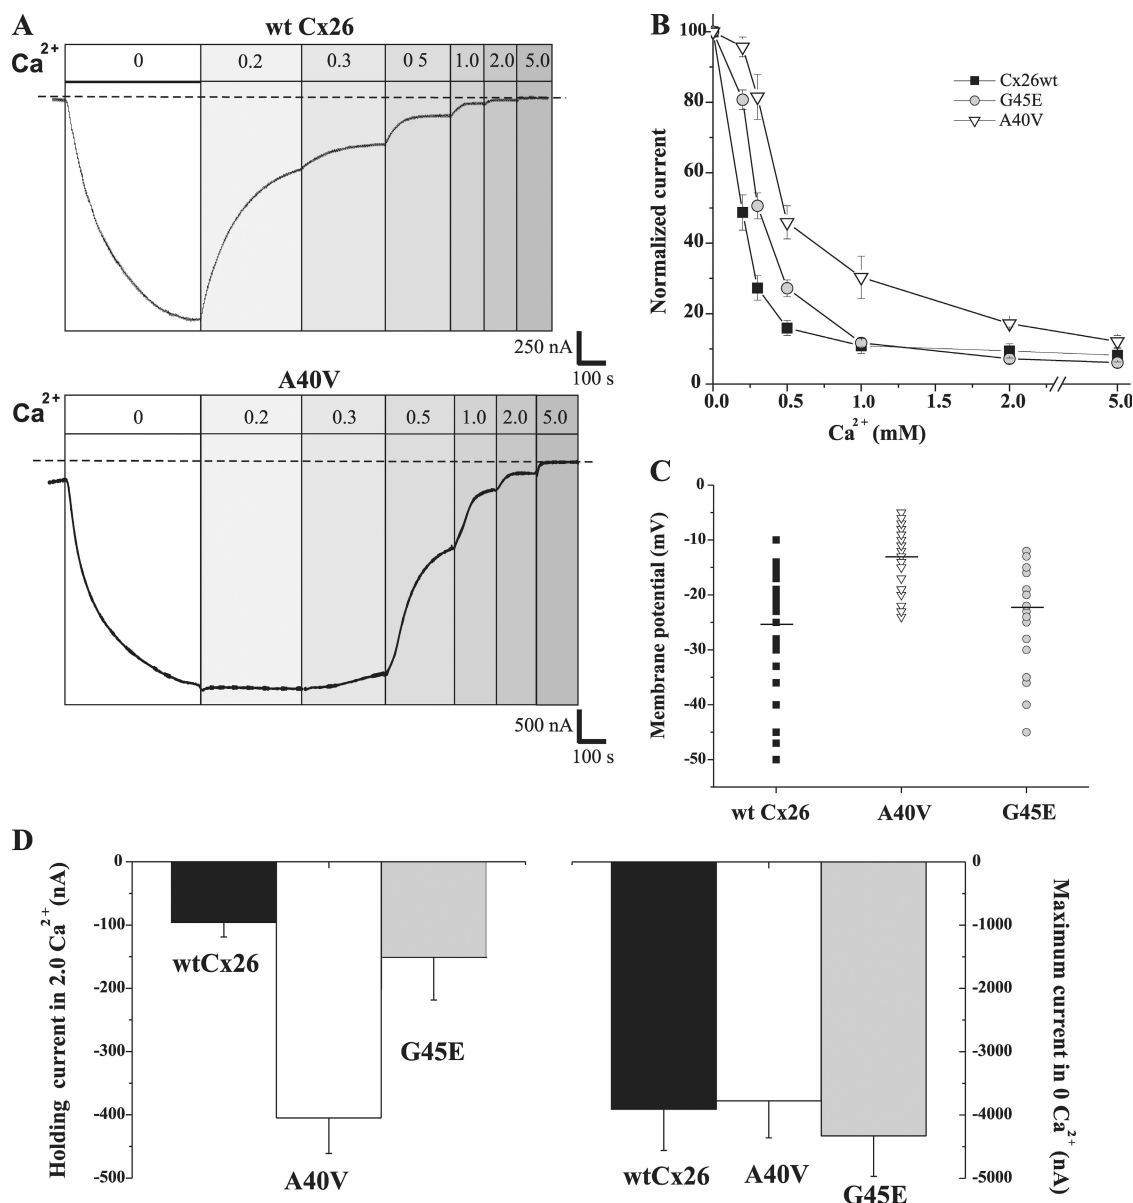 A
wt Cx26
Ca2+
0 0.2 0.3 0 5 1.0 2.0 5.0
250 nA
100 s
A40V
Ca2+
0 0.2 0.3 0.5 1.0 2.0 5.0
500 nA
100 s
B
Normalized current
100
80
60
40
20
0
0.0 0.5 1.0 1.5 2.0 5.0
Ca2+ (mM)
Cx26wt
G45E
A40V
C
Membrane potential (mV)
0
-10
-20
-30
-40
-50
wt Cx26 A40V G45E
D
Holding current in 2.0 Ca2+ (nA)
0
-100
-200
-300
-400
-500
wtCx26
A40V
G45E
0
-1000
-2000
-3000
-4000
-5000
Maximum current in 0 Ca2+ (nA)
wtCx26
A40V
G45E